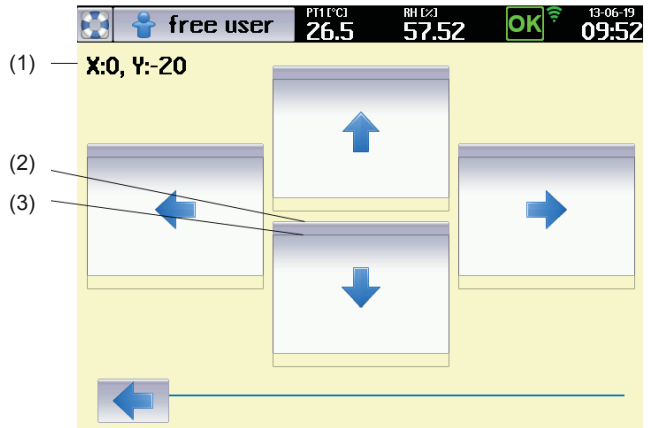 free user
PT1 [°C]
26.5
RH [%]
57.52
OK
13-06-19
09:52
(1)
X:0, Y:-20
(2)
(3)